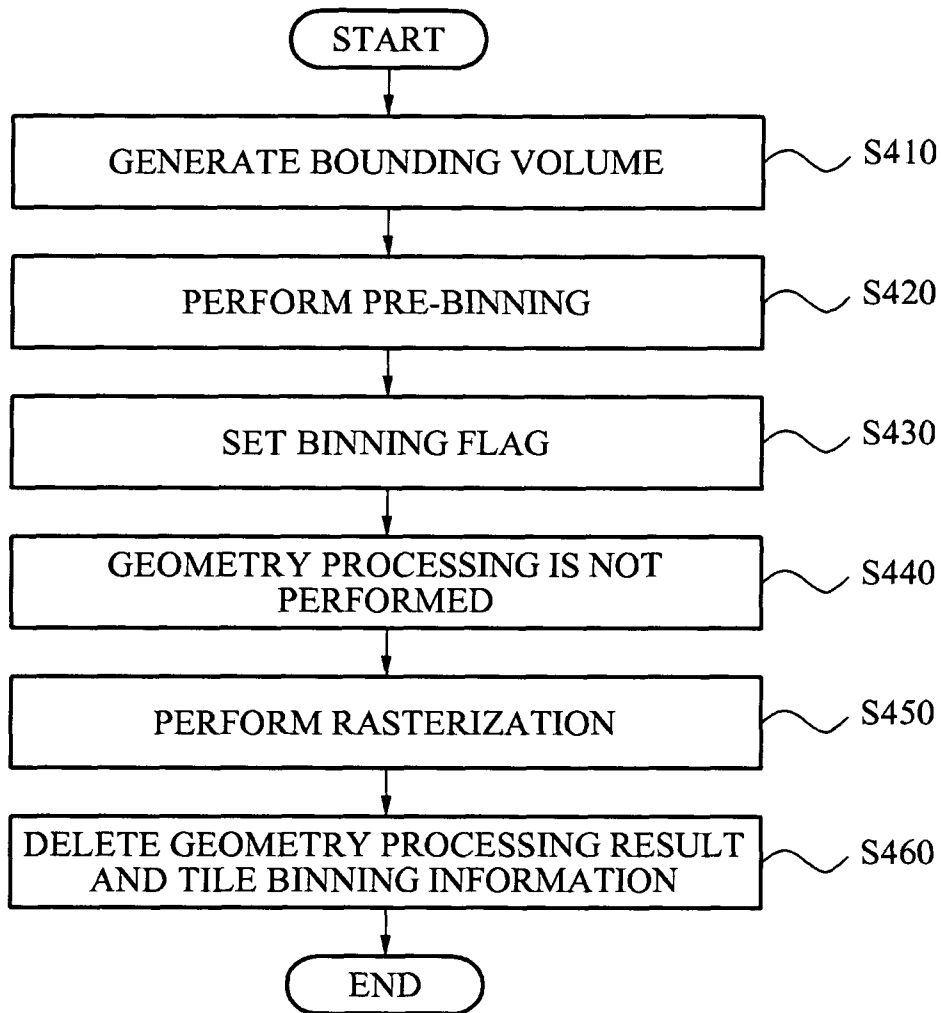 START
GENERATE BOUNDING VOLUME
S410
PERFORM PRE-BINNING
S420
SET BINNING FLAG
S430
GEOMETRY PROCESSING IS NOT
PERFORMED
S440
PERFORM RASTERIZATION
S450
DELETE GEOMETRY PROCESSING RESULT
AND TILE BINNING INFORMATION
S460
END